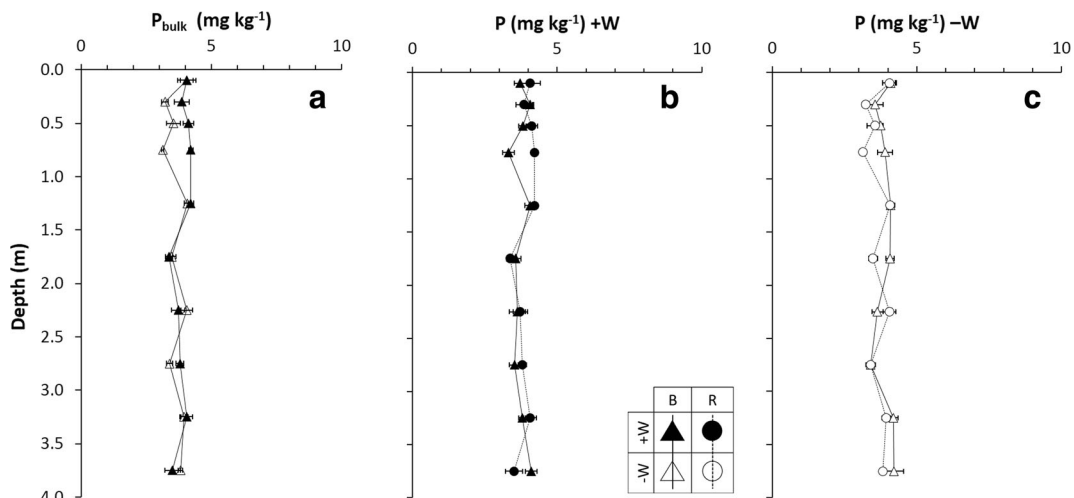 P_bulk (mg kg⁻¹)
0 5 10
P (mg kg⁻¹) +W
0 5 10
P (mg kg⁻¹) –W
0 5 10
Depth (m)
0.0
0.5
1.0
1.5
2.0
2.5
3.0
3.5
4.0
a
b
c
B R
+W
-W